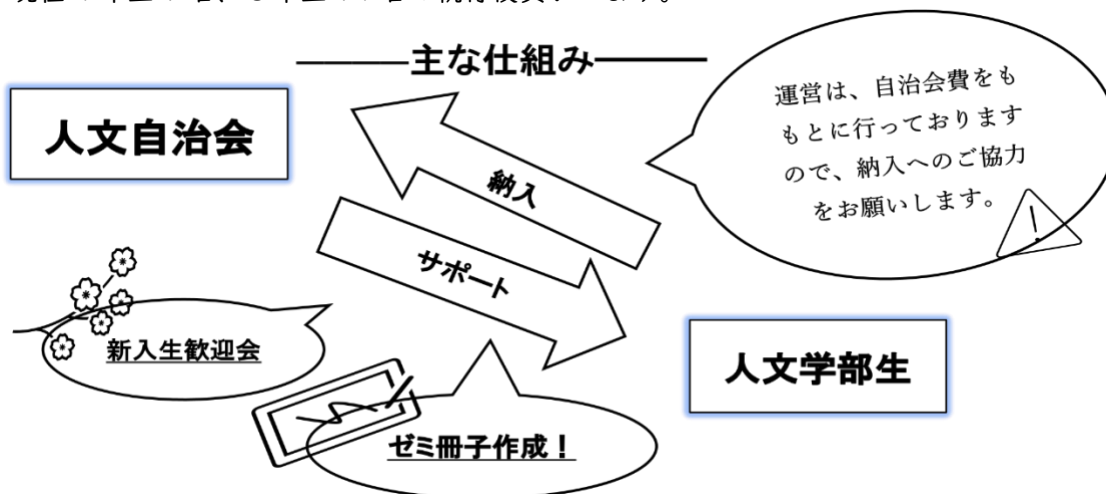 主な仕組み
人文自治会
運営は、自治会費をも
もとに行っております
ので、納入へのご協力
をお願いします。
納入
サポート
新入生歓迎会
人文学部生
ゼミ冊子作成！